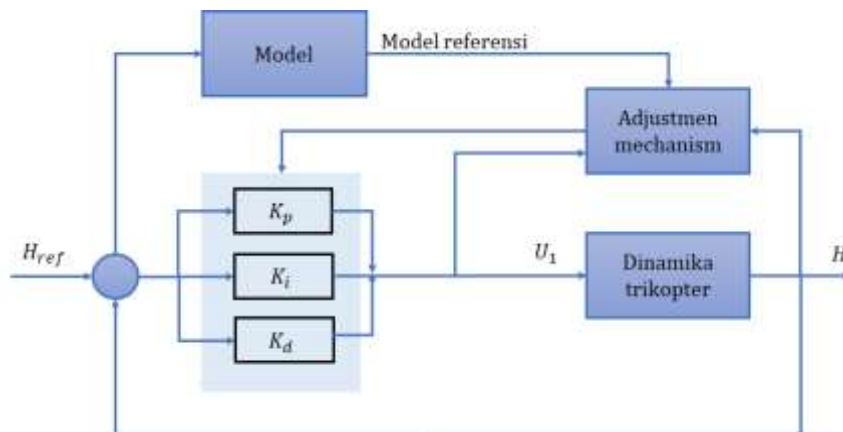 Model
Model referensi
Adjustmen
mechanism
K_p
H_ref
K_i
U_1
Dinamika
trikopter
H
K_d